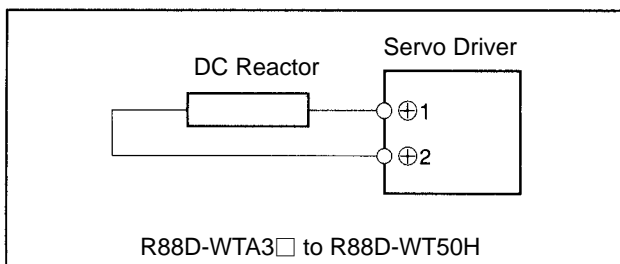 Servo Driver
DC Reactor
⊕1
⊕2
R88D-WTA3□ to R88D-WT50H